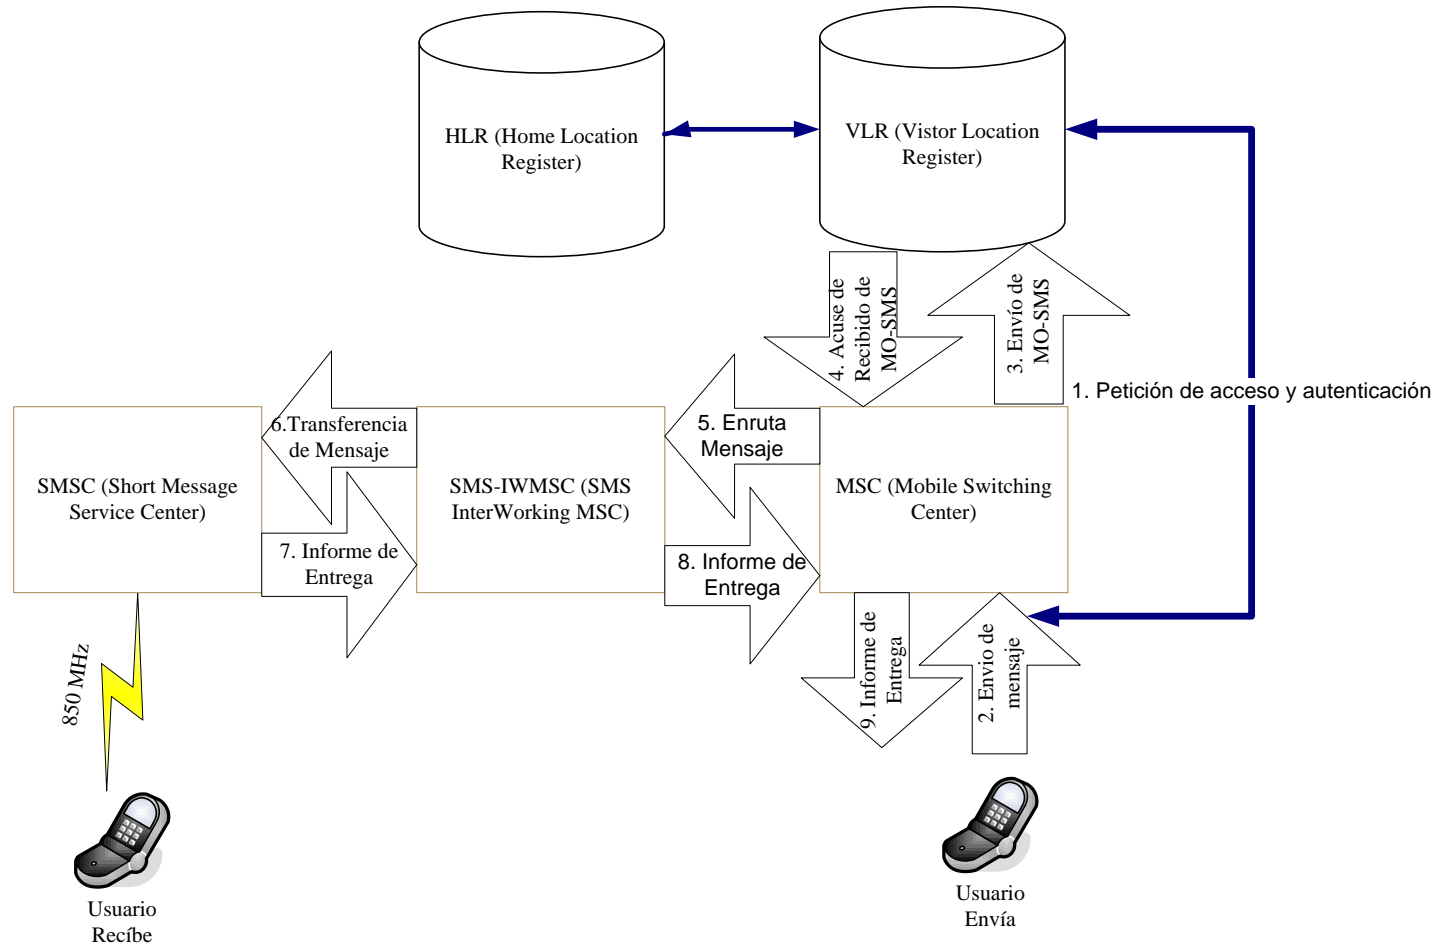 HLR (Home Location
Register)
VLR (Vistor Location
Register)
4. Acuse de
Recibido de
MO-SMS
3. Envío de
MO-SMS
1. Petición de acceso y autenticación
6.Transferencia
de Mensaje
5. Enruta
Mensaje
SMSC (Short Message
Service Center)
SMS-IWMSC (SMS
InterWorking MSC)
MSC (Mobile Switching
Center)
7. Informe de
Entrega
8. Informe de
Entrega
9. Informe de
Entrega
2. Envio de
mensaje
850 MHz
Usuario
Recíbe
Usuario
Envía